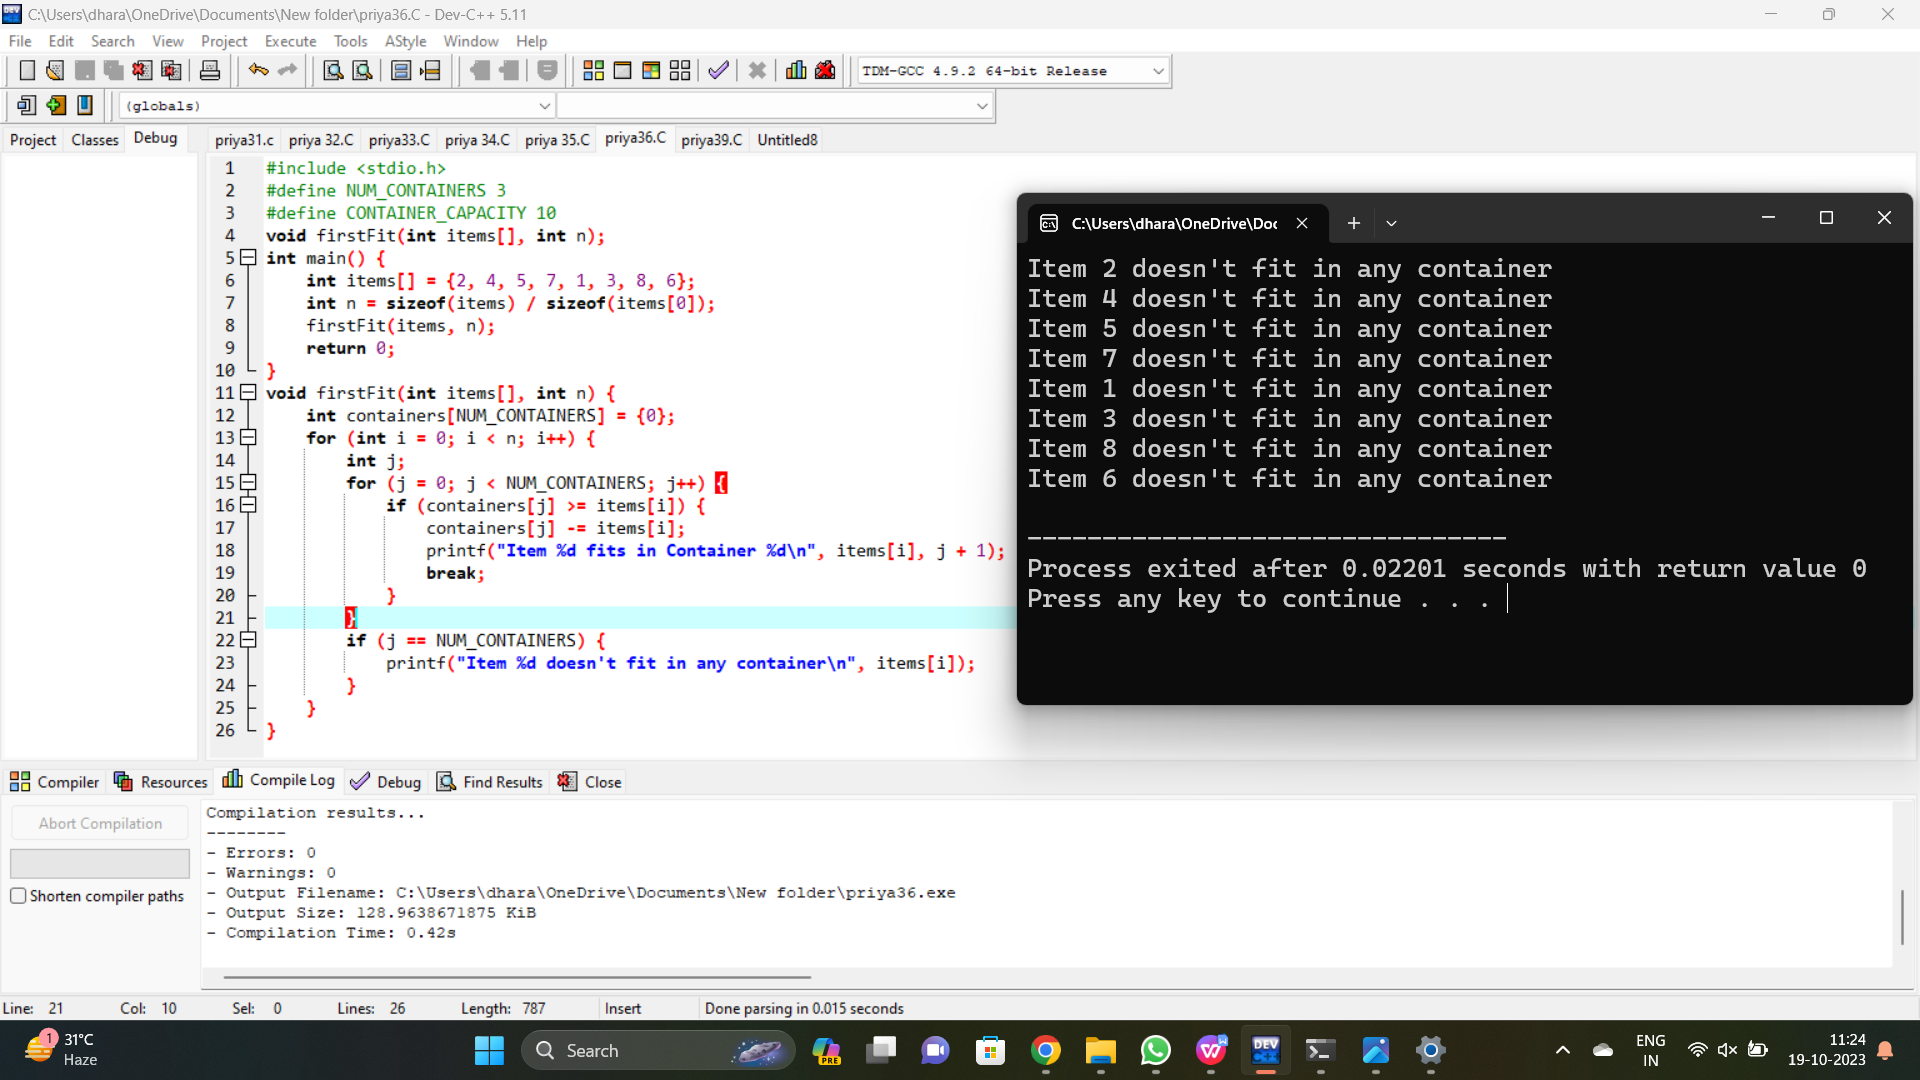 C:\Users\dhara\OneDrive\Documents\New folder\priya36.C - Dev-C++ 5.11
File Edit Search View Project Execute Tools AStyle Window Help
TDM-GCC 4.9.2 64-bit Release
(globals)
Project Classes Debug
priya31.c priya 32.C priya33.C priya 34.C priya 35.C priya36.C priya39.C Untitled8
1 #include <stdio.h>
2 #define NUM_CONTAINERS 3
3 #define CONTAINER_CAPACITY 10
4 void firstFit(int items[], int n);
5 int main() {
6 int items[] = {2, 4, 5, 7, 1, 3, 8, 6};
7 int n = sizeof(items) / sizeof(items[0]);
8 firstFit(items, n);
9 return 0;
10 }
11 void firstFit(int items[], int n) {
12 int containers[NUM_CONTAINERS] = {0};
13 for (int i = 0; i < n; i++) {
14 int j;
15 for (j = 0; j < NUM_CONTAINERS; j++) {
16 if (containers[j] >= items[i]) {
17 containers[j] -= items[i];
18 printf("Item %d fits in Container %d\n", items[i], j + 1);
19 break;
20 }
21 }
22 if (j == NUM_CONTAINERS) {
23 printf("Item %d doesn't fit in any container\n", items[i]);
24 }
25 }
26 }
C:\Users\dhara\OneDrive\Doc
Item 2 doesn't fit in any container
Item 4 doesn't fit in any container
Item 5 doesn't fit in any container
Item 7 doesn't fit in any container
Item 1 doesn't fit in any container
Item 3 doesn't fit in any container
Item 8 doesn't fit in any container
Item 6 doesn't fit in any container
--------------------------------
Process exited after 0.02201 seconds with return value 0
Press any key to continue . . .
Compiler Resources Compile Log Debug Find Results Close
Abort Compilation
Shorten compiler paths
Compilation results...
--------
- Errors: 0
- Warnings: 0
- Output Filename: C:\Users\dhara\OneDrive\Documents\New folder\priya36.exe
- Output Size: 128.9638671875 KiB
- Compilation Time: 0.42s
Line: 21 Col: 10 Sel: 0 Lines: 26 Length: 787 Insert Done parsing in 0.015 seconds
1
31°C
Haze
Search
PRE
DEV
C++
ENG
IN
11:24
19-10-2023